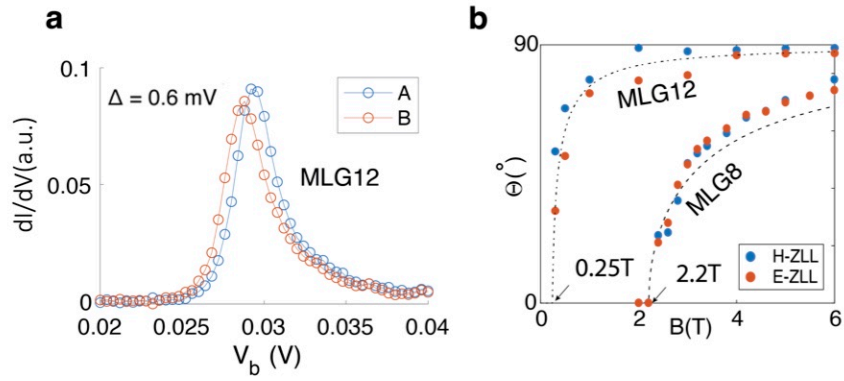 a
Δ = 0.6 mV
A
B
MLG12
dI/dV(a.u.)
0.1
0.05
0
0.02
0.025
0.03
0.035
0.04
V_b (V)
b
90
Θ(°)
0
MLG12
MLG8
0.25T
2.2T
H-ZLL
E-ZLL
0
2
4
6
B(T)